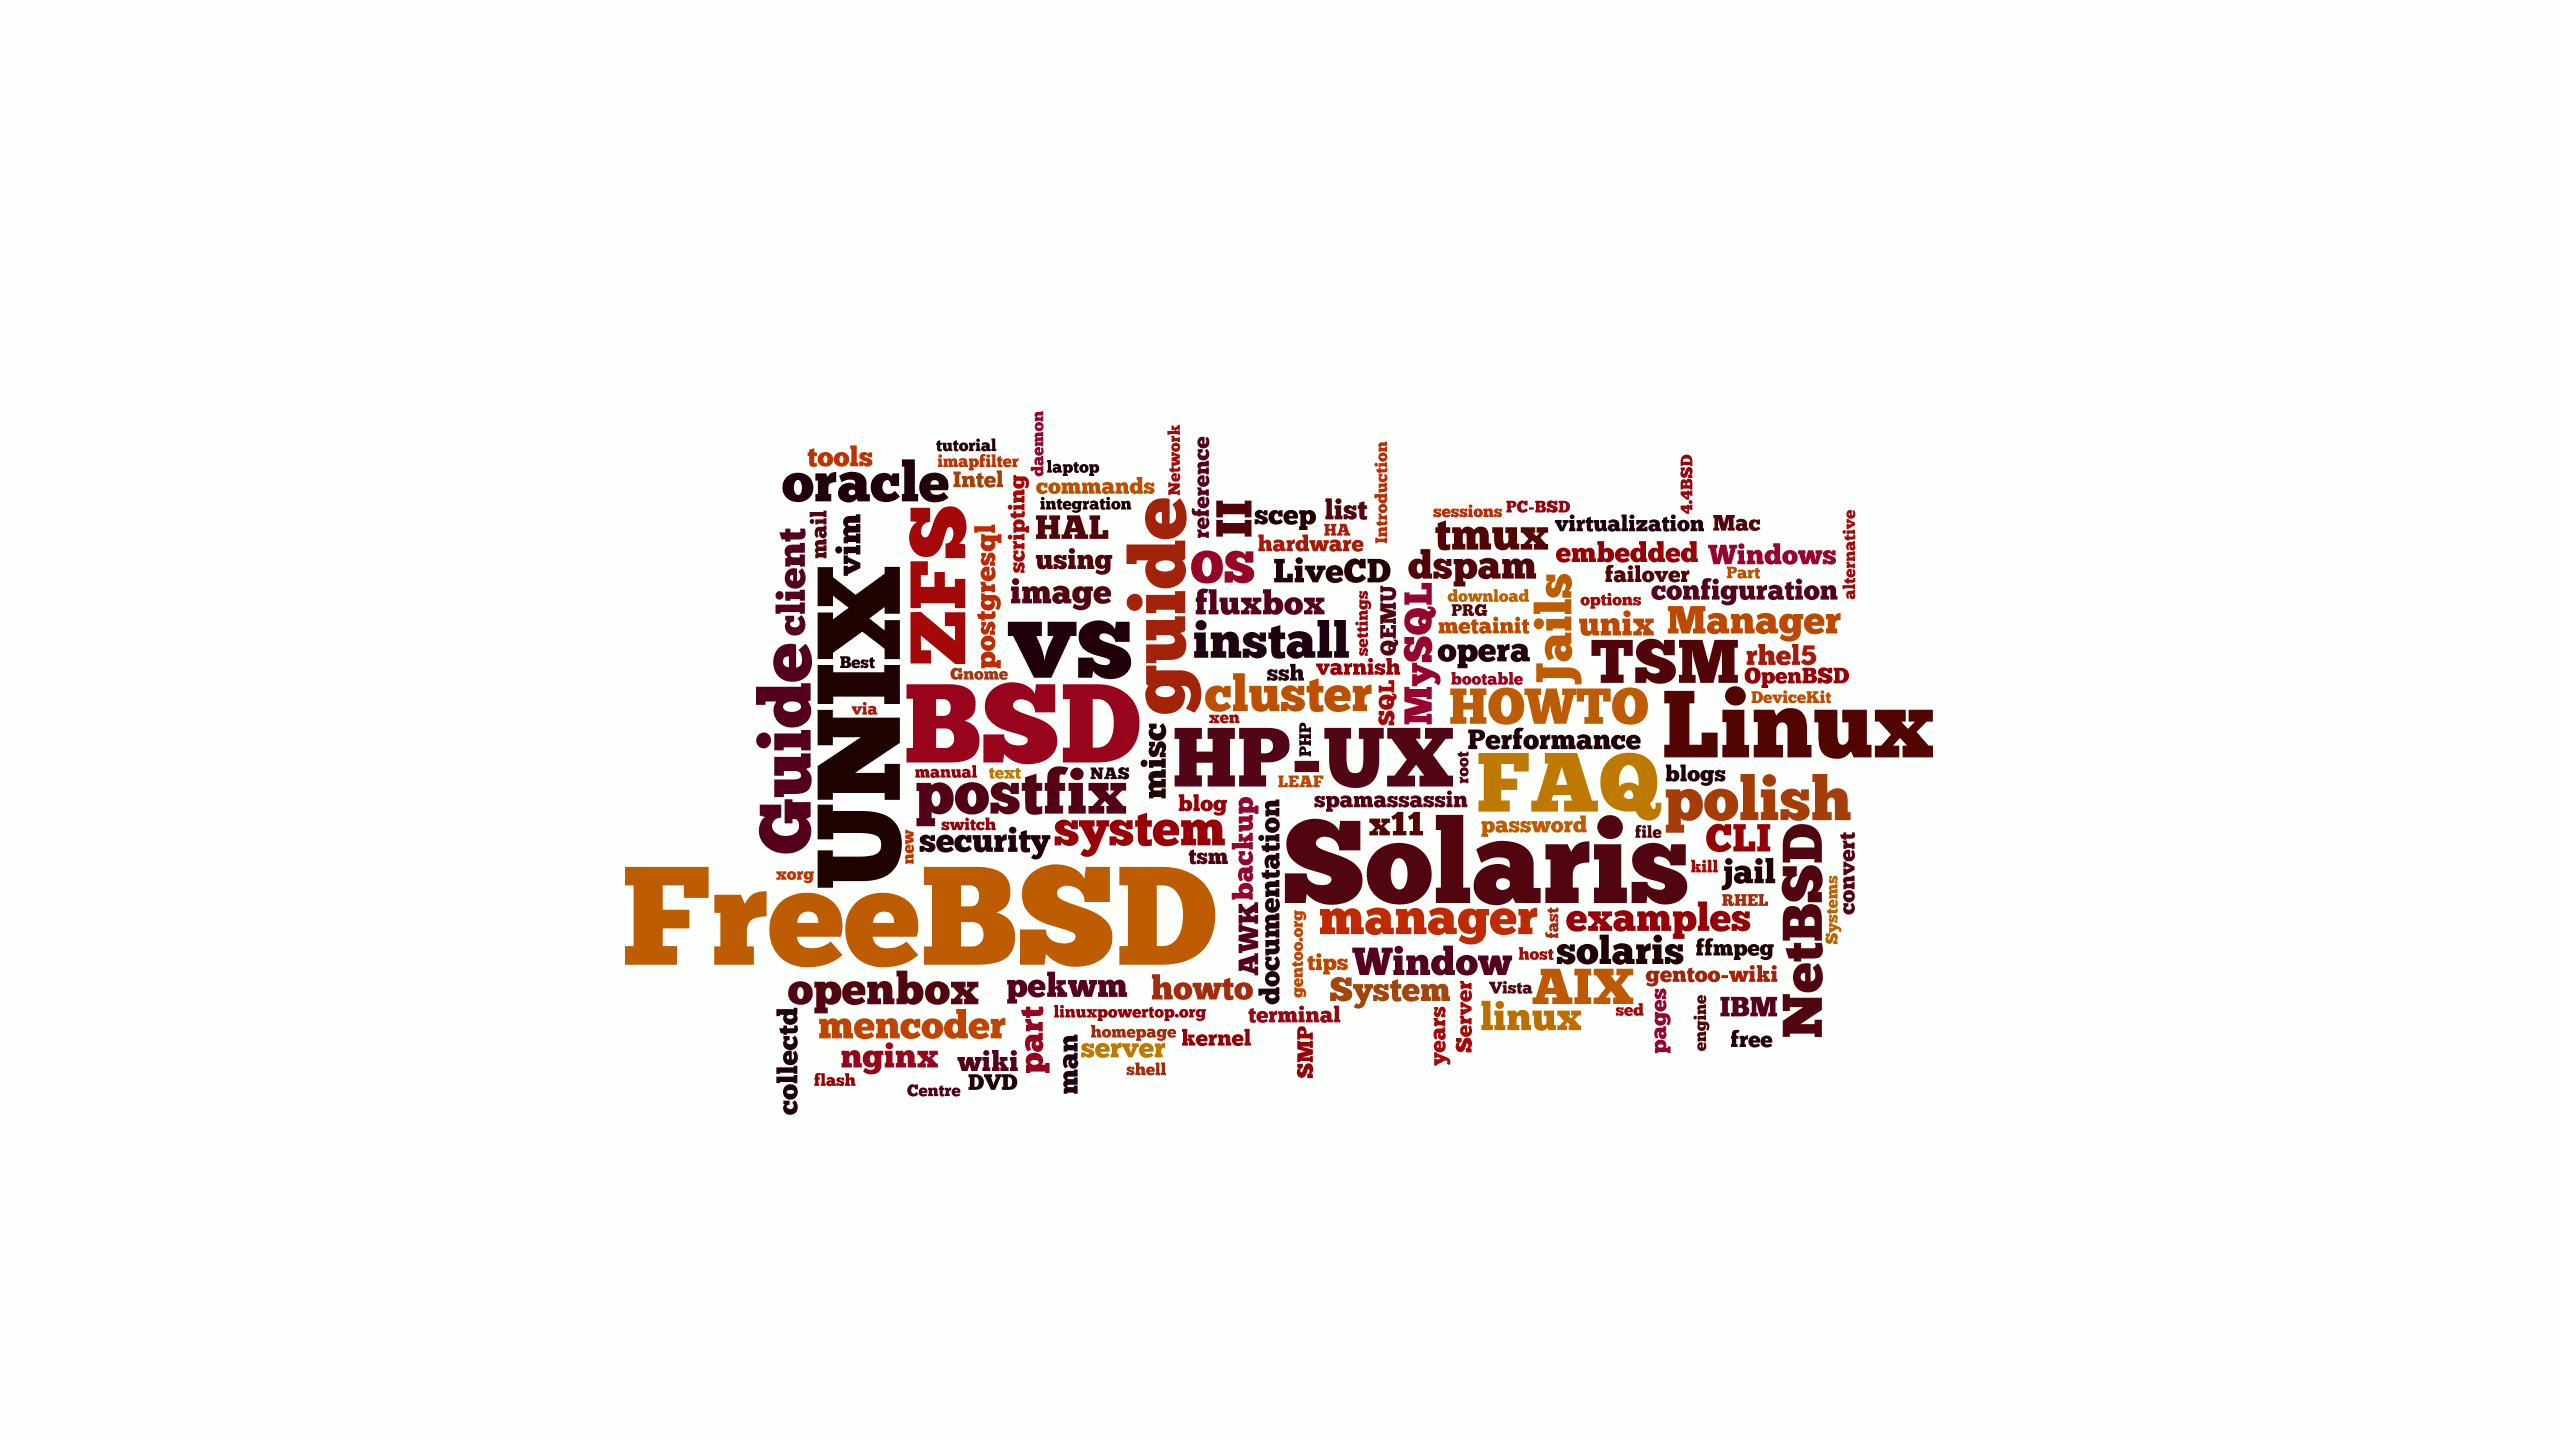 daemon
Network
tutorial
reference
tools
imapfilter
laptop
Introduction
4.4BSD
oracle
Intel
commands
integration
scripting
II
scep
list
sessions
PC-BSD
mail
vim
ZFS
postgresql
HAL
guide
HA
hardware
tmux
virtualization
Mac
alternative
client
using
OS
LiveCD
dspam
embedded
Windows
failover
Part
UNIX
image
fluxbox
settings
QEMU
MySQL
download
PRG
Jails
options
configuration
metainit
unix
Manager
vs
install
Guide
Best
Gnome
ssh
varnish
opera
TSM
rhel5
OpenBSD
bootable
via
BSD
cluster
xen
SQL
HOWTO
Linux
DeviceKit
misc
HP-UX
PHP
Performance
root
manual
text
NAS
LEAF
FAQ
blogs
postfix
blog
spamassassin
polish
switch
new
security
system
backup
documentation
x11
password
file
CLI
tsm
Solaris
kill
jail
NetBSD
convert
xorg
FreeBSD
AWK
gentoo.org
manager
fast
examples
RHEL
Systems
tips
Window
host
solaris
ffmpeg
openbox
pekwm
howto
System
Vista
AIX
gentoo-wiki
collectd
mencoder
part
linuxpowertop.org
terminal
years
Server
linux
sed
pages
engine
IBM
homepage
kernel
SMP
free
nginx
wiki
man
server
flash
Centre
DVD
shell